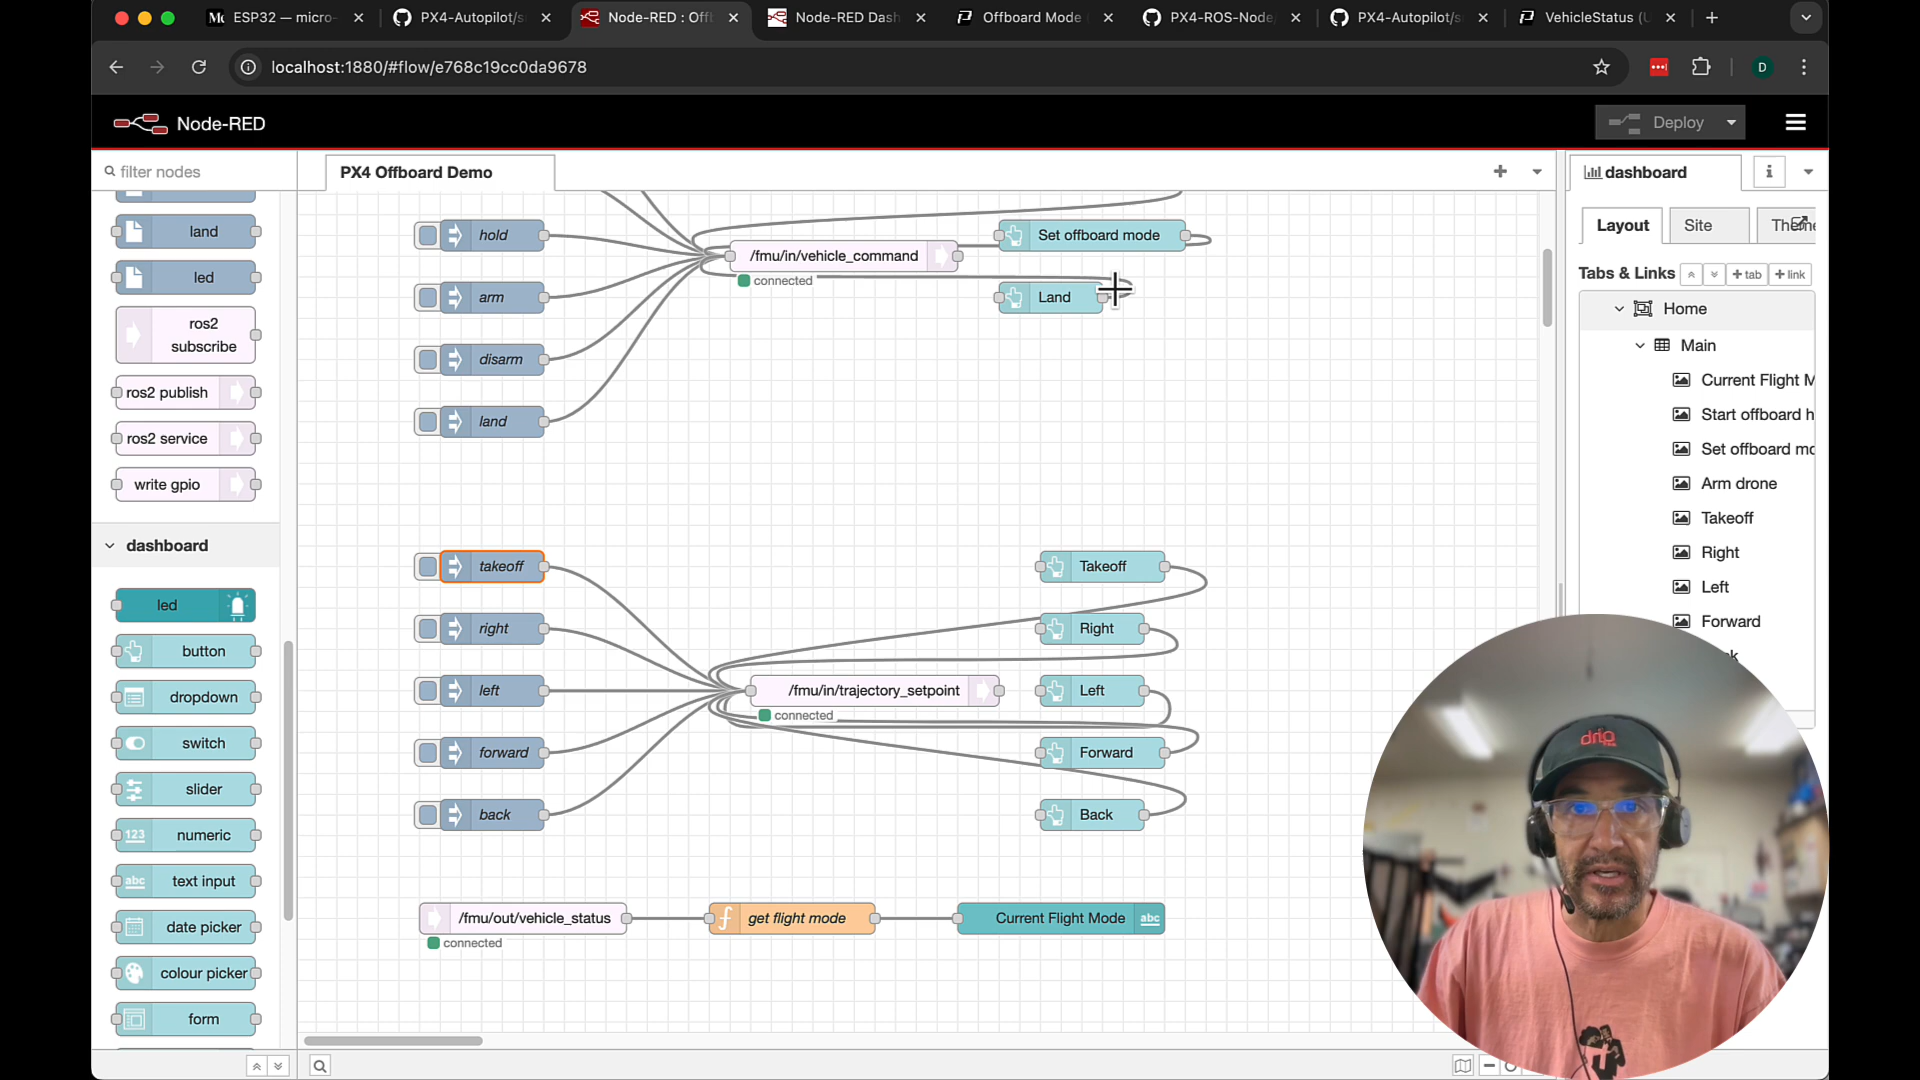 ESP32 — micro-
PX4-Autopilot/s
Node-RED : Off
Node-RED Dash
Offboard Mode
PX4-ROS-Node
PX4-Autopilot/s
VehicleStatus (U
localhost:1880/#flow/e768c19cc0da9678
D
Node-RED
Deploy
filter nodes
PX4 Offboard Demo
dashboard
i
land
led
ros2
subscribe
ros2 publish
ros2 service
write gpio
dashboard
led
button
dropdown
switch
slider
123
numeric
abc
text input
date picker
colour picker
form
hold
arm
disarm
land
/fmu/in/vehicle_command
connected
Set offboard mode
Land
takeoff
right
left
forward
back
/fmu/in/trajectory_setpoint
connected
Takeoff
Right
Left
Forward
Back
/fmu/out/vehicle_status
connected
get flight mode
Current Flight Mode
abc
Layout
Site
Theme
Tabs & Links
+ tab
+ link
Home
Main
Current Flight M
Start offboard h
Set offboard mo
Arm drone
Takeoff
Right
Left
Forward